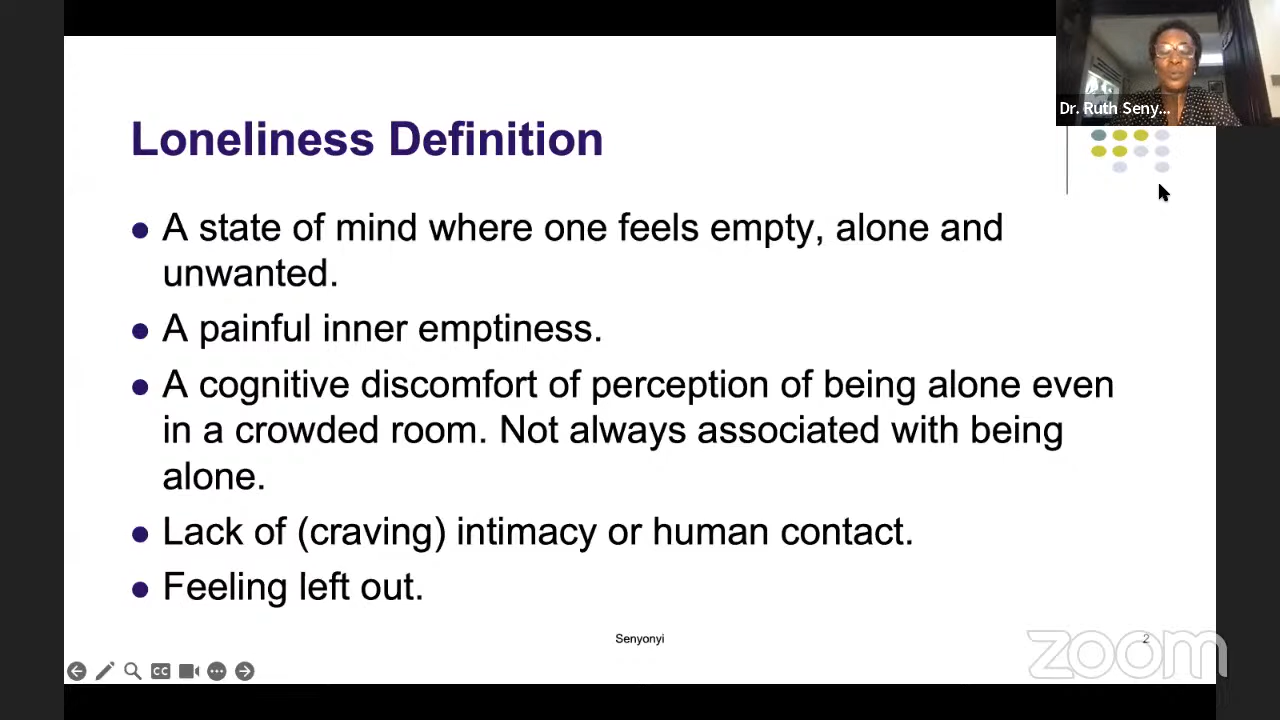 Dr. Ruth Seny...
Loneliness Definition
A state of mind where one feels empty, alone and
unwanted.
A painful inner emptiness.
A cognitive discomfort of perception of being alone even
in a crowded room. Not always associated with being
alone.
Lack of (craving) intimacy or human contact.
Feeling left out.
Senyonyi
2
zoom
CC